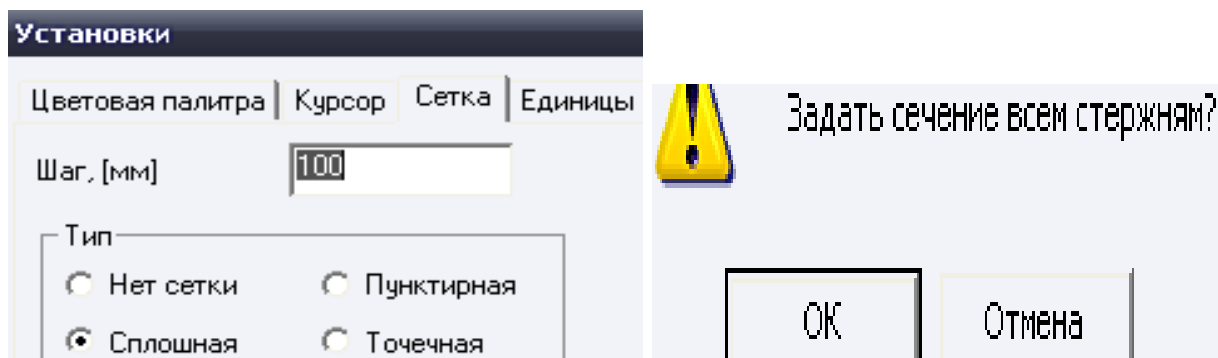 Установки
Цветовая палитра Курсор Сетка Единицы
Шаг, [мм] 100
Тип
Нет сетки Пунктирная
Сплошная Точечная
Задать сечение всем стержням?
ОК Отмена